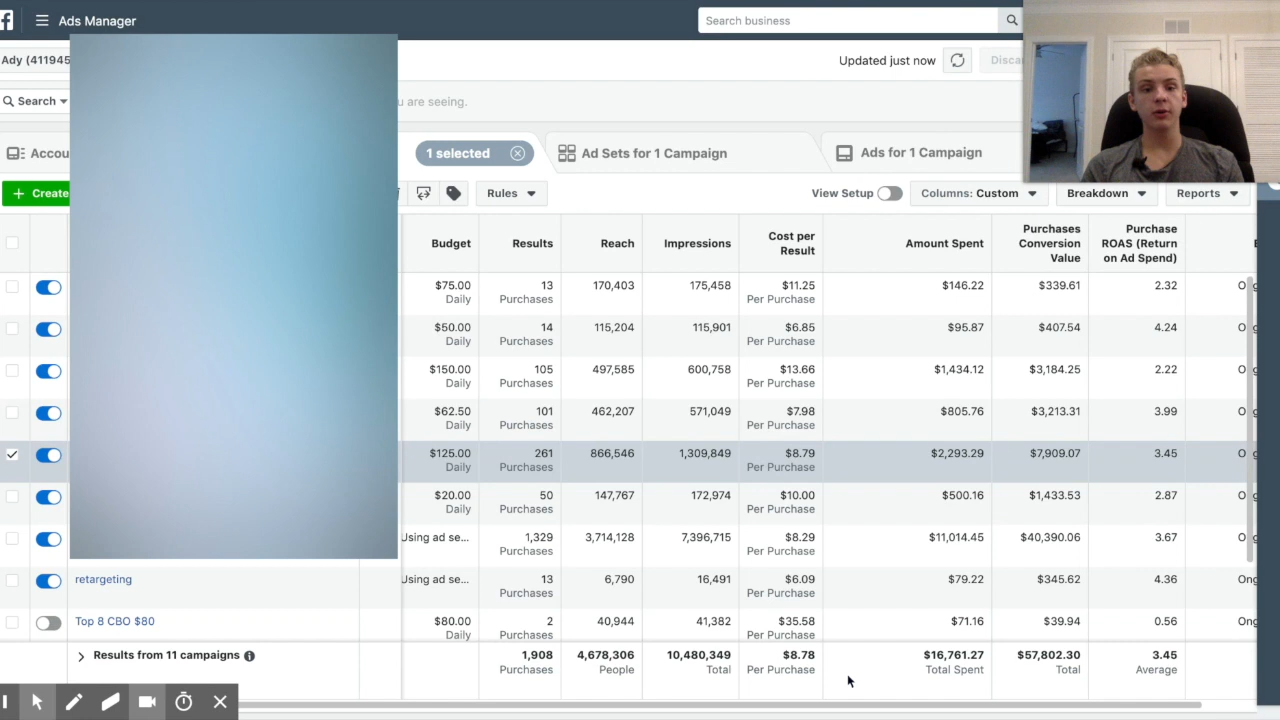 Ads Manager
Search business
Ady (411945
Updated just now
Search
u are seeing.
1 selected
Ad Sets for 1 Campaign
Ads for 1 Campaign
+ Create
Rules
View Setup
Columns: Custom
Breakdown
Reports
Budget
Results
Reach
Impressions
Cost per
Result
Amount Spent
Purchases
Conversion
Value
Purchase
ROAS (Return
on Ad Spend)
$75.00 13 170,403 175,458 $11.25 $146.22 $339.61 2.32
Daily Purchases Per Purchase
$50.00 14 115,204 115,901 $6.85 $95.87 $407.54 4.24
Daily Purchases Per Purchase
$150.00 105 497,585 600,758 $13.66 $1,434.12 $3,184.25 2.22
Daily Purchases Per Purchase
$62.50 101 462,207 571,049 $7.98 $805.76 $3,213.31 3.99
Daily Purchases Per Purchase
$125.00 261 866,546 1,309,849 $8.79 $2,293.29 $7,909.07 3.45
Daily Purchases Per Purchase
$20.00 50 147,767 172,974 $10.00 $500.16 $1,433.53 2.87
Daily Purchases Per Purchase
Using ad se... 1,329 3,714,128 7,396,715 $8.29 $11,014.45 $40,390.06 3.67
Purchases Per Purchase
retargeting Using ad se... 13 6,790 16,491 $6.09 $79.22 $345.62 4.36 Ong
Purchases Per Purchase
Top 8 CBO $80 $80.00 2 40,944 41,382 $35.58 $71.16 $39.94 0.56 Ong
Daily Purchases Per Purchase
Results from 11 campaigns 1,908 4,678,306 10,480,349 $8.78 $16,761.27 $57,802.30 3.45
Purchases People Total Per Purchase Total Spent Total Average